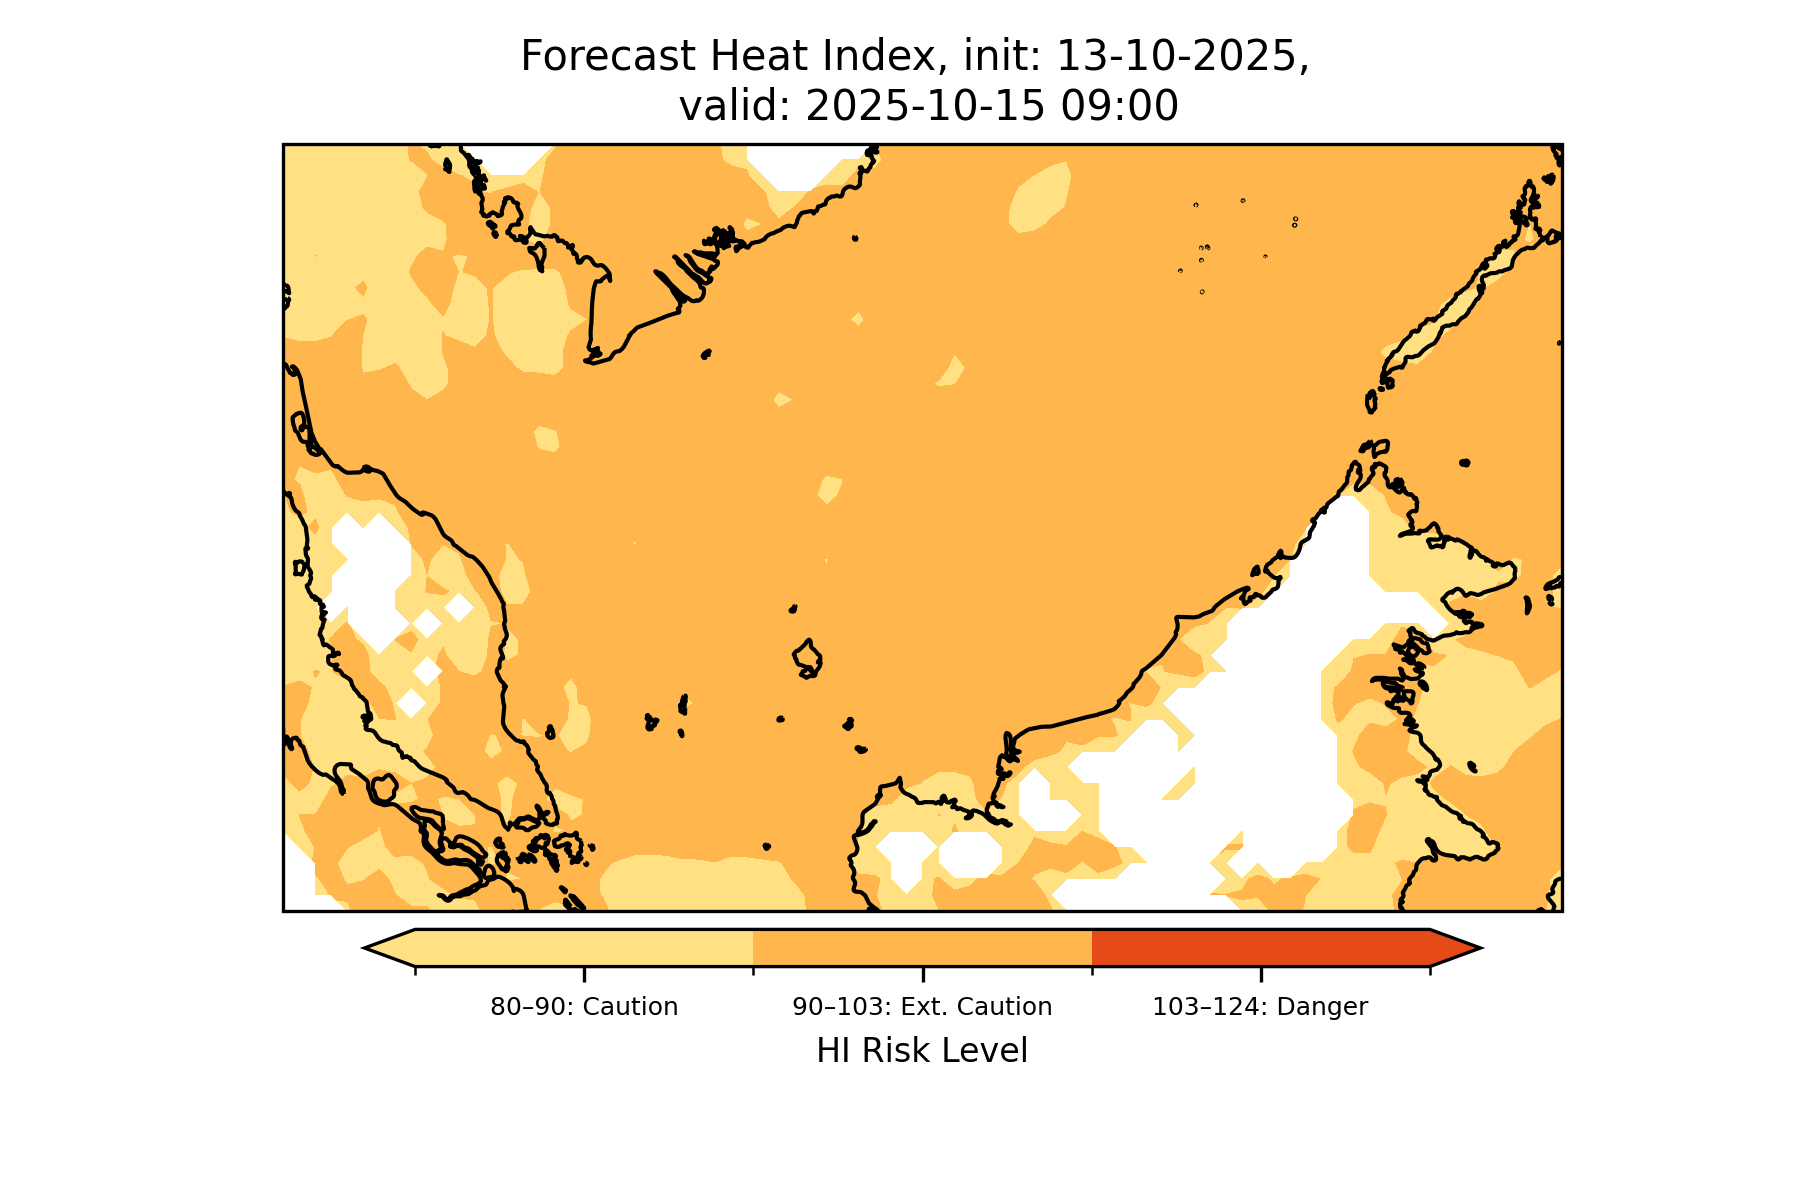 Forecast Heat Index, init: 13-10-2025,
valid: 2025-10-15 09:00
80–90: Caution
90–103: Ext. Caution
103–124: Danger
HI Risk Level